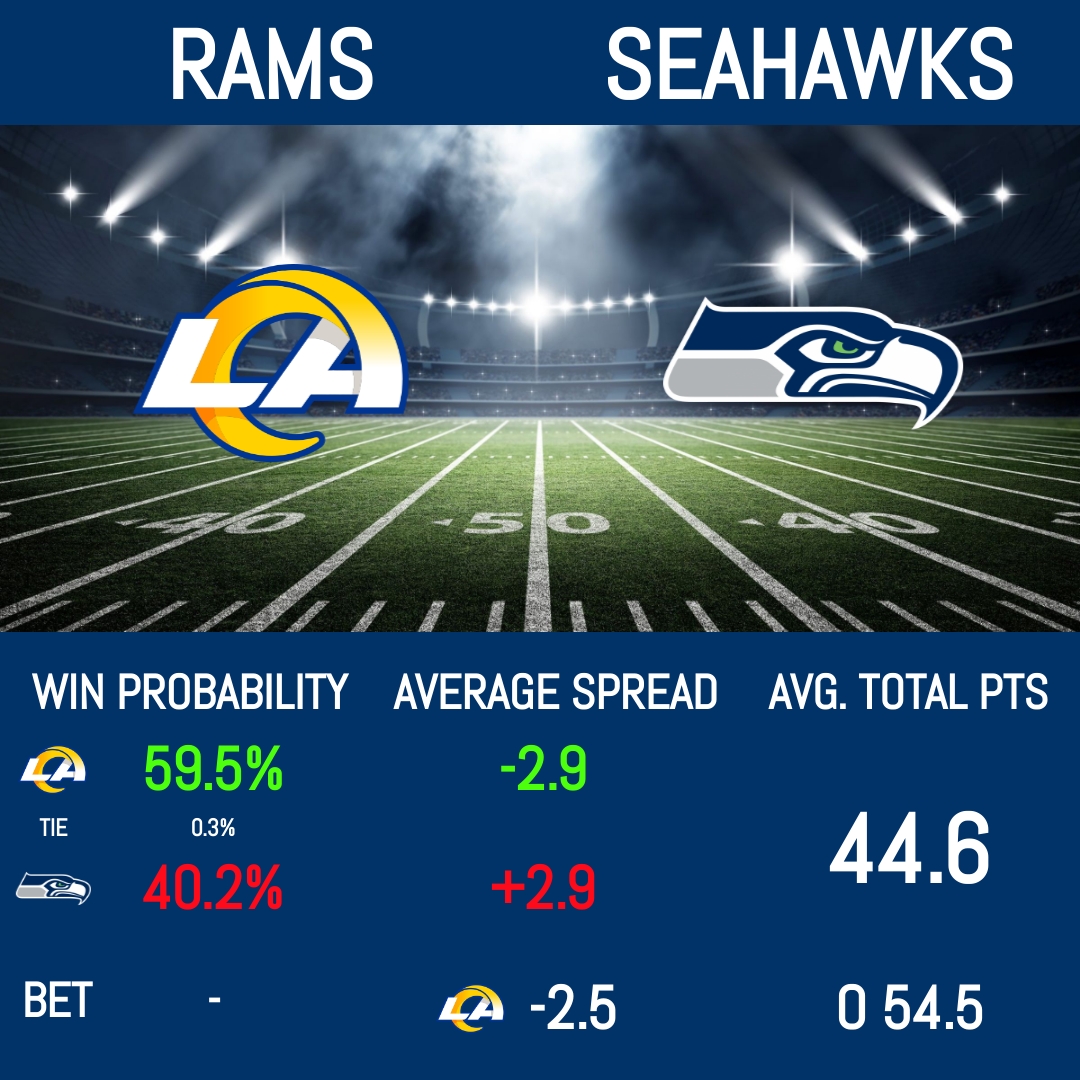 RAMS SEAHAWKS
LA
40 50 40
WIN PROBABILITY AVERAGE SPREAD AVG. TOTAL PTS
LA 59.5% -2.9
TIE 0.3%
44.6
40.2% +2.9
BET - LA -2.5 O 54.5